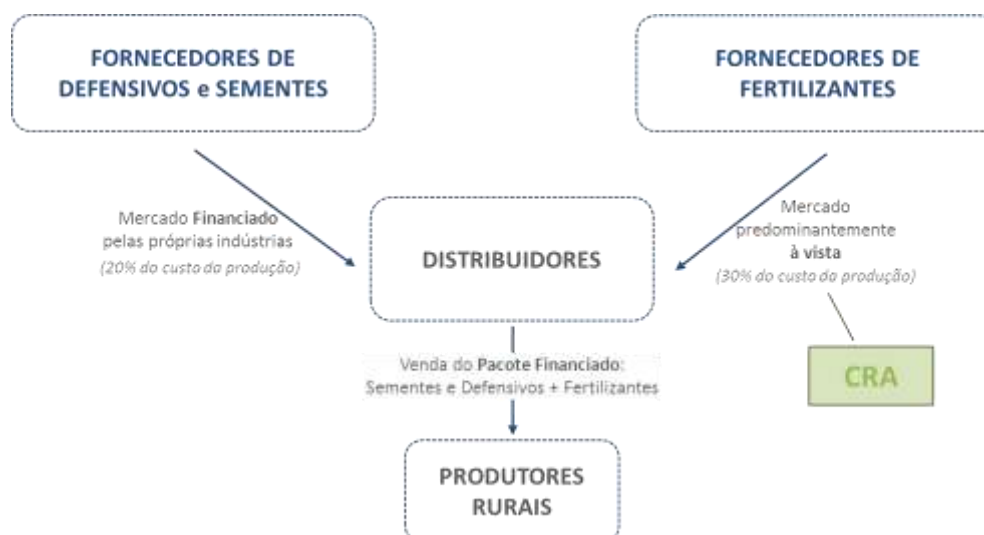 FORNECEDORES DE
DEFENSIVOS e SEMENTES
FORNECEDORES DE
FERTILIZANTES
Mercado Financiado
pelas próprias indústrias
(20% do custo da produção)
DISTRIBUIDORES
Mercado
predominantemente
à vista
(30% do custo da produção)
Venda do Pacote Financiado:
Sementes e Defensivos + Fertilizantes
CRA
PRODUTORES
RURAIS